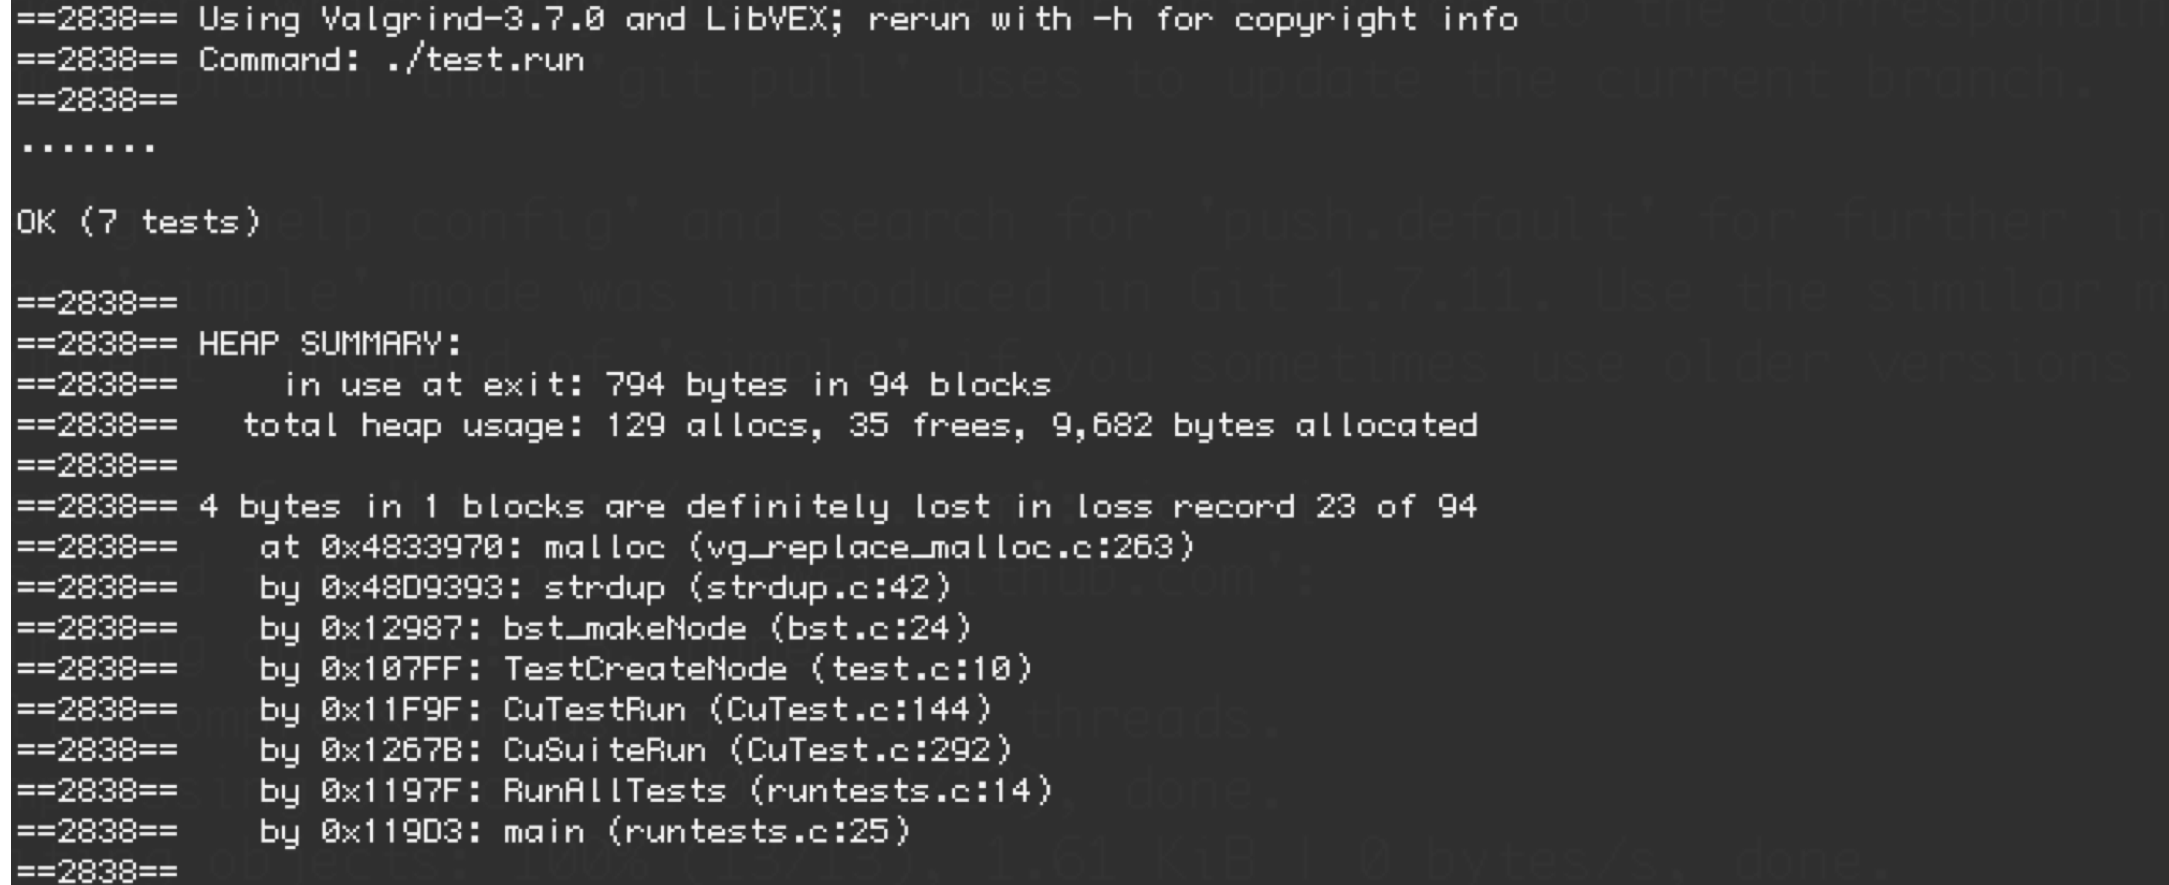 ==2838== Using Valgrind-3.7.0 and LibVEX; rerun with -h for copyright info
==2838== Command: ./test.run
==2838==
.......
OK (7 tests)
==2838==
==2838== HEAP SUMMARY:
==2838==     in use at exit: 794 bytes in 94 blocks
==2838==   total heap usage: 129 allocs, 35 frees, 9,682 bytes allocated
==2838==
==2838== 4 bytes in 1 blocks are definitely lost in loss record 23 of 94
==2838==    at 0x4833970: malloc (vg_replace_malloc.c:263)
==2838==    by 0x48D9393: strdup (strdup.c:42)
==2838==    by 0x12987: bst_makeNode (bst.c:24)
==2838==    by 0x107FF: TestCreateNode (test.c:10)
==2838==    by 0x11F9F: CuTestRun (CuTest.c:144)
==2838==    by 0x1267B: CuSuiteRun (CuTest.c:292)
==2838==    by 0x1197F: RunAllTests (runtests.c:14)
==2838==    by 0x119D3: main (runtests.c:25)
==2838==